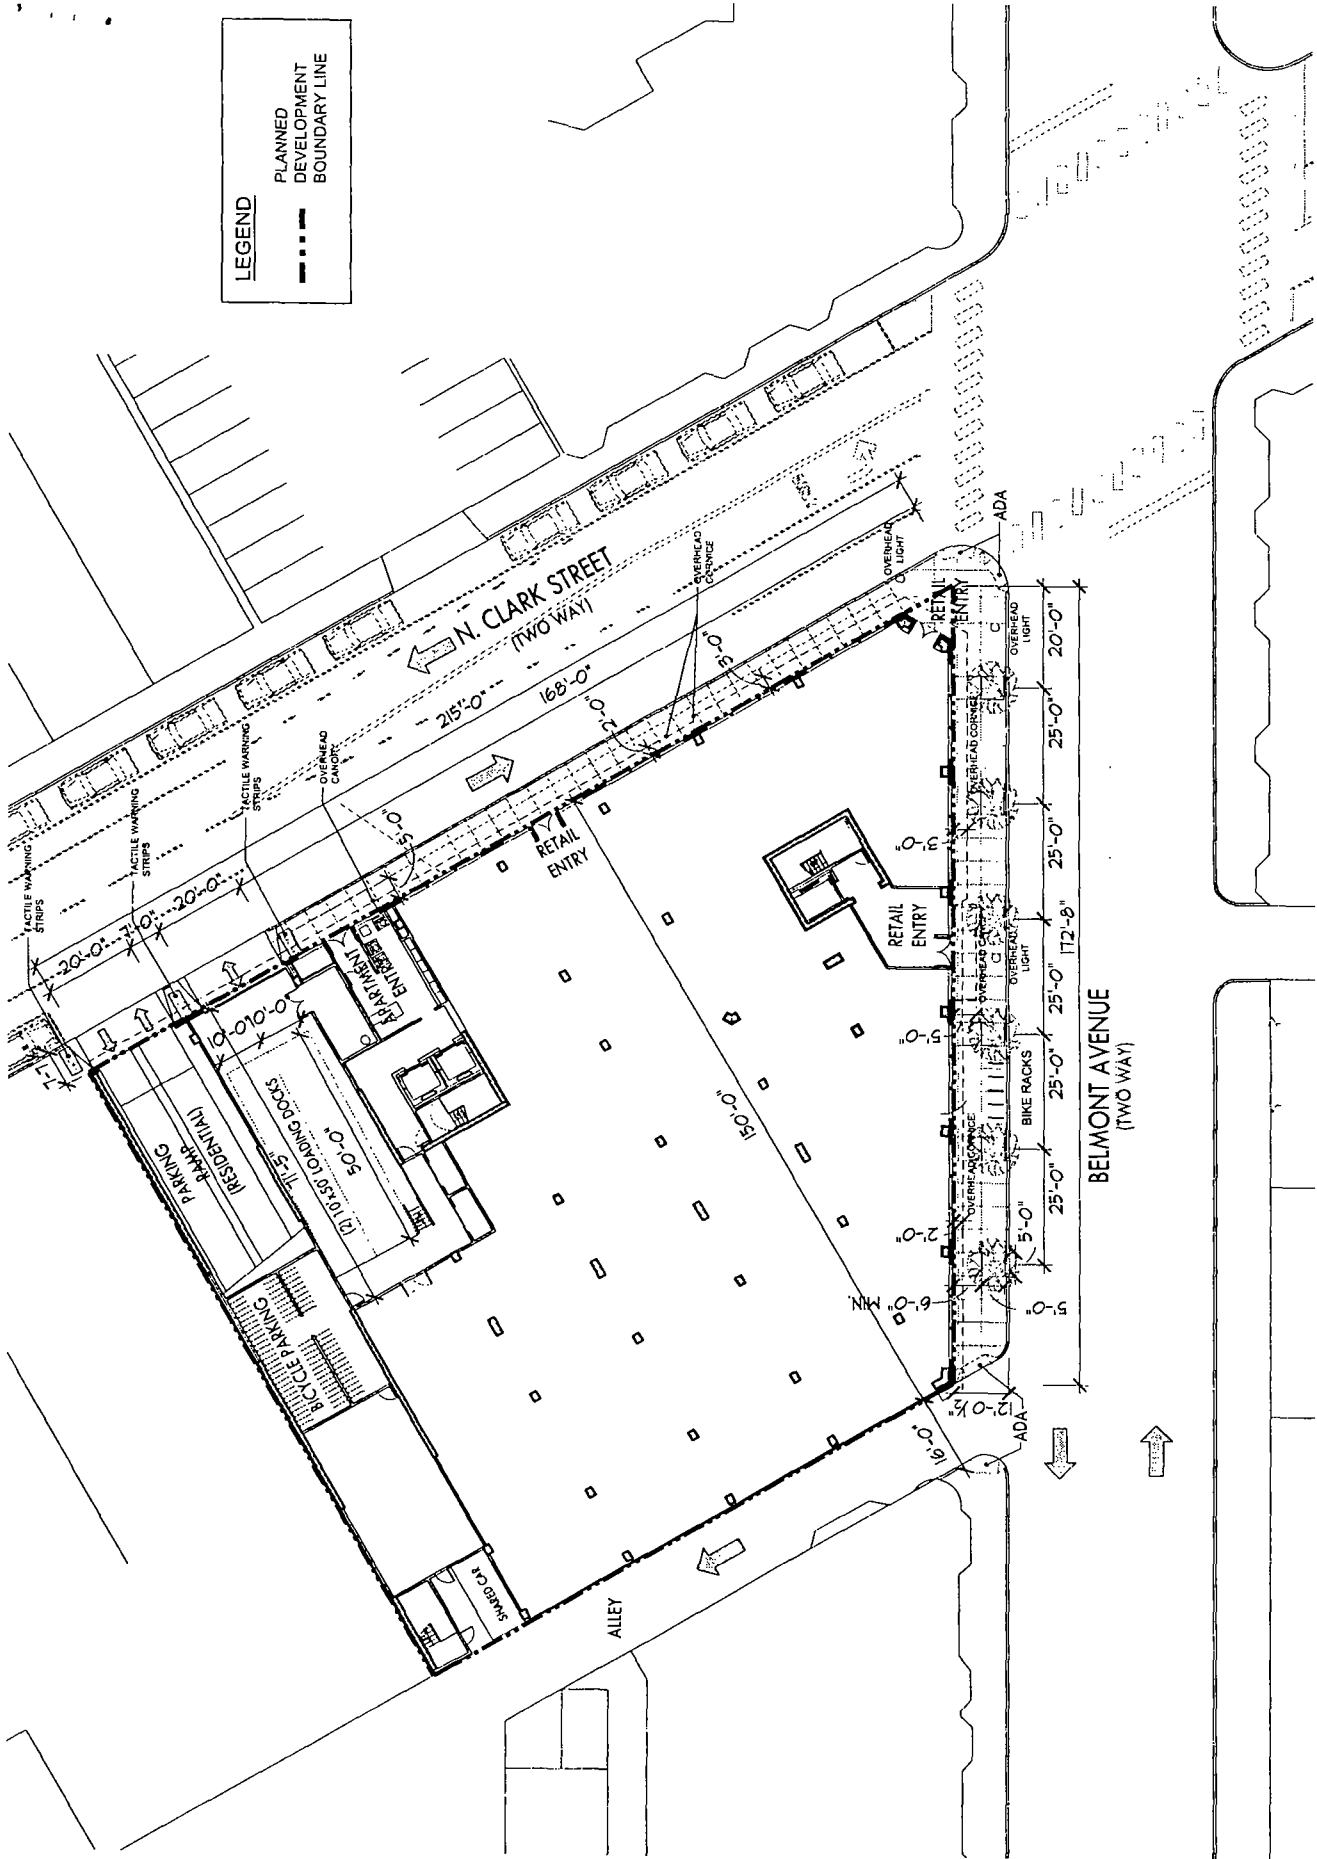 LEGEND
PLANNED
DEVELOPMENT
BOUNDARY LINE
TACTILE WARNING
STRIPS
TACTILE WARNING
STRIPS
TACTILE WARNING
STRIPS
OVERHEAD
CANOPY
N. CLARK STREET
(TWO WAY)
OVERHEAD
CORNICE
OVERHEAD
LIGHT
20'-0"
20'-0"
215'-0"
168'-0"
5'-0"
2'-0"
3'-0"
10'-0"
10'-0"
PARKING
RAMP
(RESIDENTIAL)
(2) 10'X50' LOADING DOCKS
50'-0"
BICYCLE PARKING
APARTMENT
ENTRY
RETAIL
ENTRY
RETAIL
ENTRY
RETAIL
ENTRY
ADA
150'-0"
SHARED CAR
ALLEY
16'-0"
12'-0 ½"
ADA
6'-0" MIN.
5'-0"
5'-0"
2'-0"
5'-0"
3'-0"
OVERHEAD CORNICE
OVERHEAD CORNICE
OVERHEAD
LIGHT
OVERHEAD
LIGHT
BIKE RACKS
25'-0"
25'-0"
25'-0"
25'-0"
25'-0"
20'-0"
172'-8"
BELMONT AVENUE
(TWO WAY)